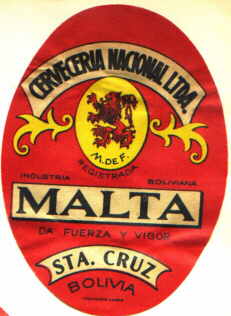 CERVECERIA NACIONAL LTDA.
M. DE F.
REGISTRADA
INDUSTRIA BOLIVIANA
MALTA
DA FUERZA Y VIGOR
STA. CRUZ
BOLIVIA